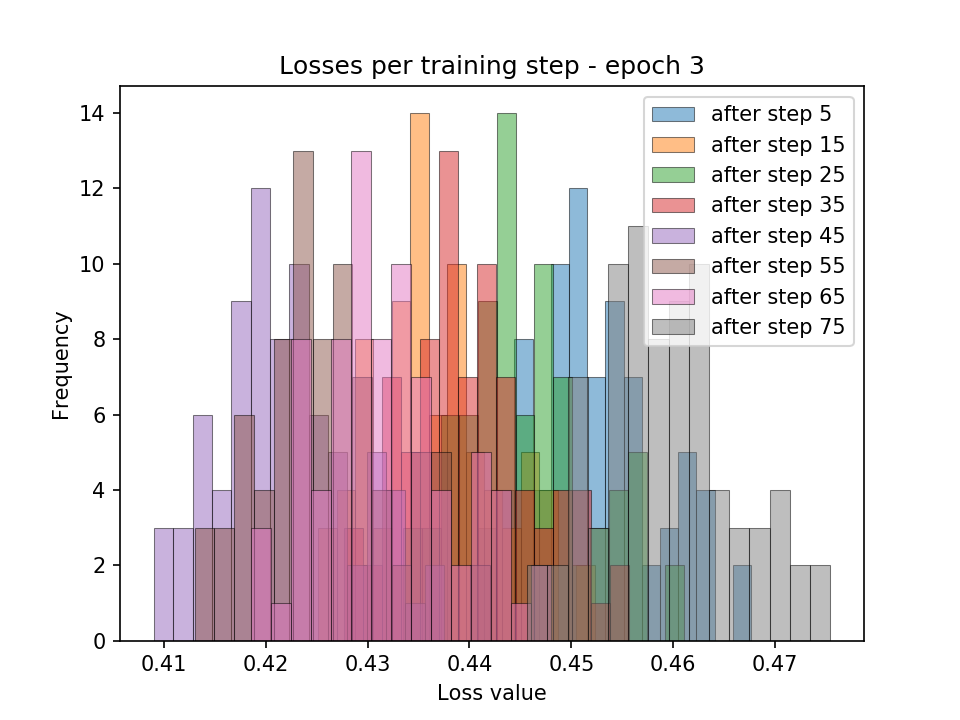 Losses per training step - epoch 3
14
12
10
8
6
4
2
0
Frequency
after step 5
after step 15
after step 25
after step 35
after step 45
after step 55
after step 65
after step 75
0.41 0.42 0.43 0.44 0.45 0.46 0.47
Loss value